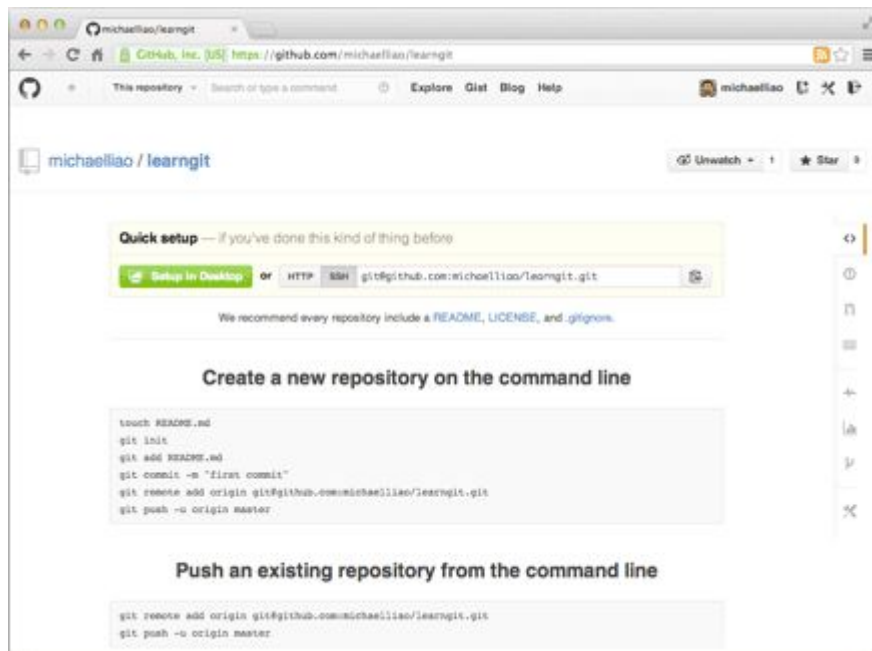 michaelliao/learngit
GitHub, Inc. [US] https://github.com/michaelliao/learngit
This repository Search or type a command Explore Gist Blog Help michaelliao
michaelliao / learngit Unwatch 1 Star 0
Quick setup — if you've done this kind of thing before
Setup in Desktop or HTTP SSH git@github.com:michaelliao/learngit.git
We recommend every repository include a README, LICENSE, and .gitignore.
Create a new repository on the command line
touch README.md
git init
git add README.md
git commit -m "first commit"
git remote add origin git@github.com:michaelliao/learngit.git
git push -u origin master
Push an existing repository from the command line
git remote add origin git@github.com:michaelliao/learngit.git
git push -u origin master